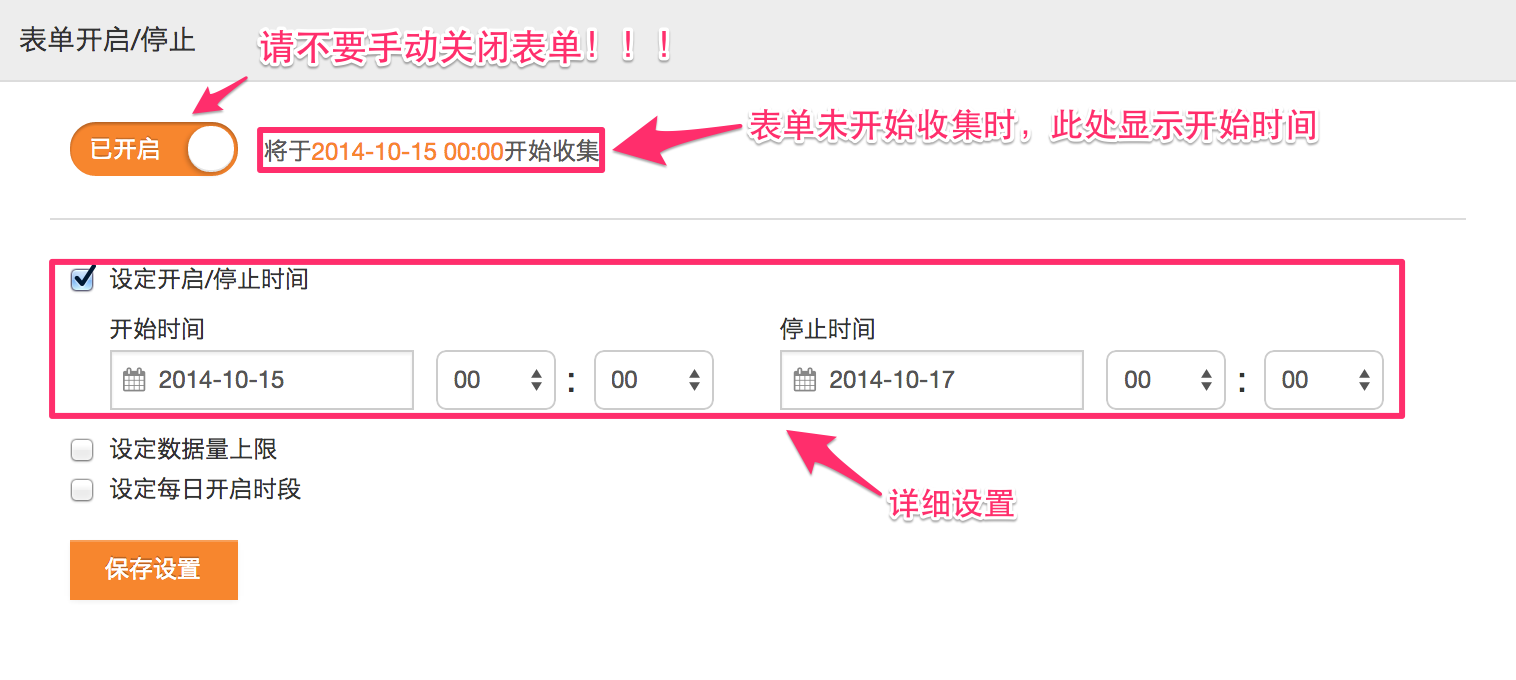 表单开启/停止
请不要手动关闭表单！！！
已开启
将于2014-10-15 00:00开始收集
表单未开始收集时，此处显示开始时间
设定开启/停止时间
开始时间
停止时间
2014-10-15 00 : 00
2014-10-17 00 : 00
设定数据量上限
设定每日开启时段
详细设置
保存设置